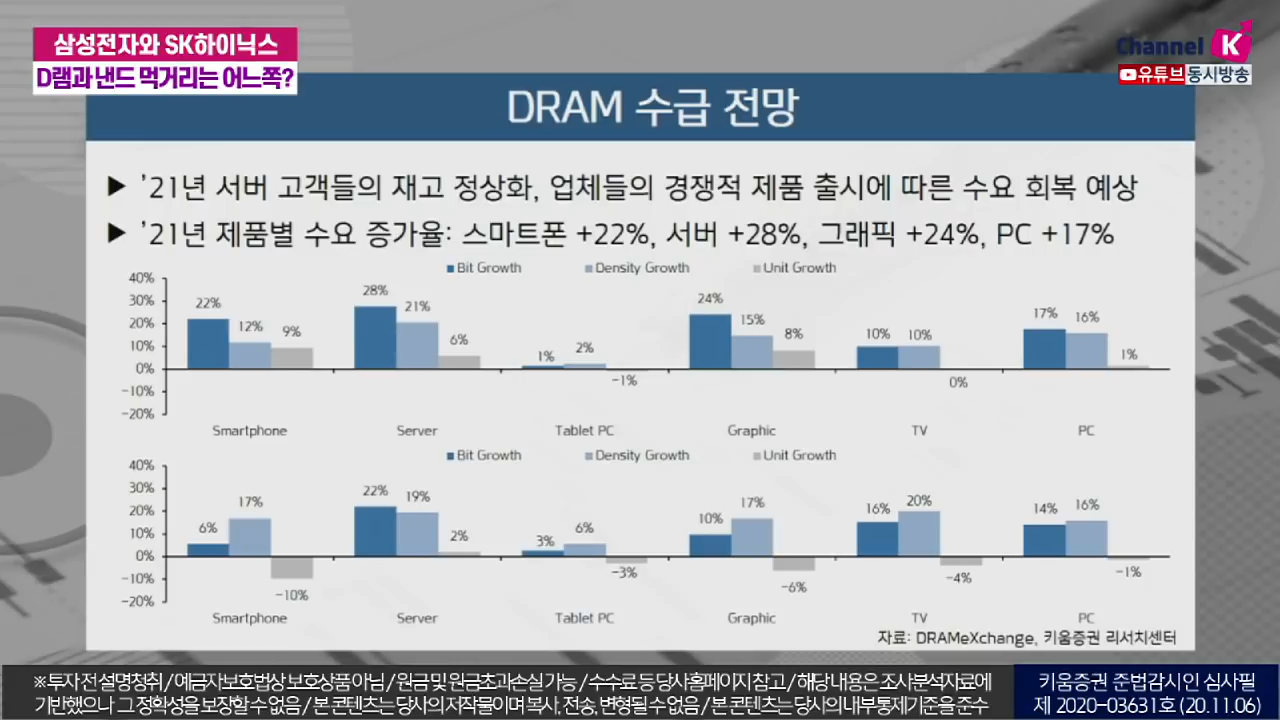 삼성전자와 SK하이닉스
D램과 낸드 먹거리는 어느쪽?
Channel K
유튜브동시방송
DRAM 수급 전망
▶ '21년 서버 고객들의 재고 정상화, 업체들의 경쟁적 제품 출시에 따른 수요 회복 예상
▶ '21년 제품별 수요 증가율: 스마트폰 +22%, 서버 +28%, 그래픽 +24%, PC +17%
Bit Growth Density Growth Unit Growth
40%
30%
20%
10%
0%
-10%
-20%
22% 12% 9% 28% 21% 6% 1% 2% -1% 24% 15% 8% 10% 10% 0% 17% 16% 1%
Smartphone Server Tablet PC Graphic TV PC
Bit Growth Density Growth Unit Growth
40%
30%
20%
10%
0%
-10%
-20%
6% 17% -10% 22% 19% 2% 3% 6% -3% 10% 17% -6% 16% 20% -4% 14% 16% -1%
Smartphone Server Tablet PC Graphic TV PC
자료: DRAMeXchange, 키움증권 리서치센터
※ 투자 전 설명청취 / 예금자보호법상 보호상품 아님 / 원금 및 원금초과손실 가능 / 수수료 등 당사홈페이지 참고 / 해당 내용은 조사분석자료에
기반했으나 그 정확성을 보장할 수 없음 / 본 콘텐츠는 당사의 저작물이며 복사, 전송, 변형될 수 없음 / 본 콘텐츠는 당사의 내부통제기준을 준수
키움증권 준법감시인 심사필
제 2020-03631호 (20.11.06)